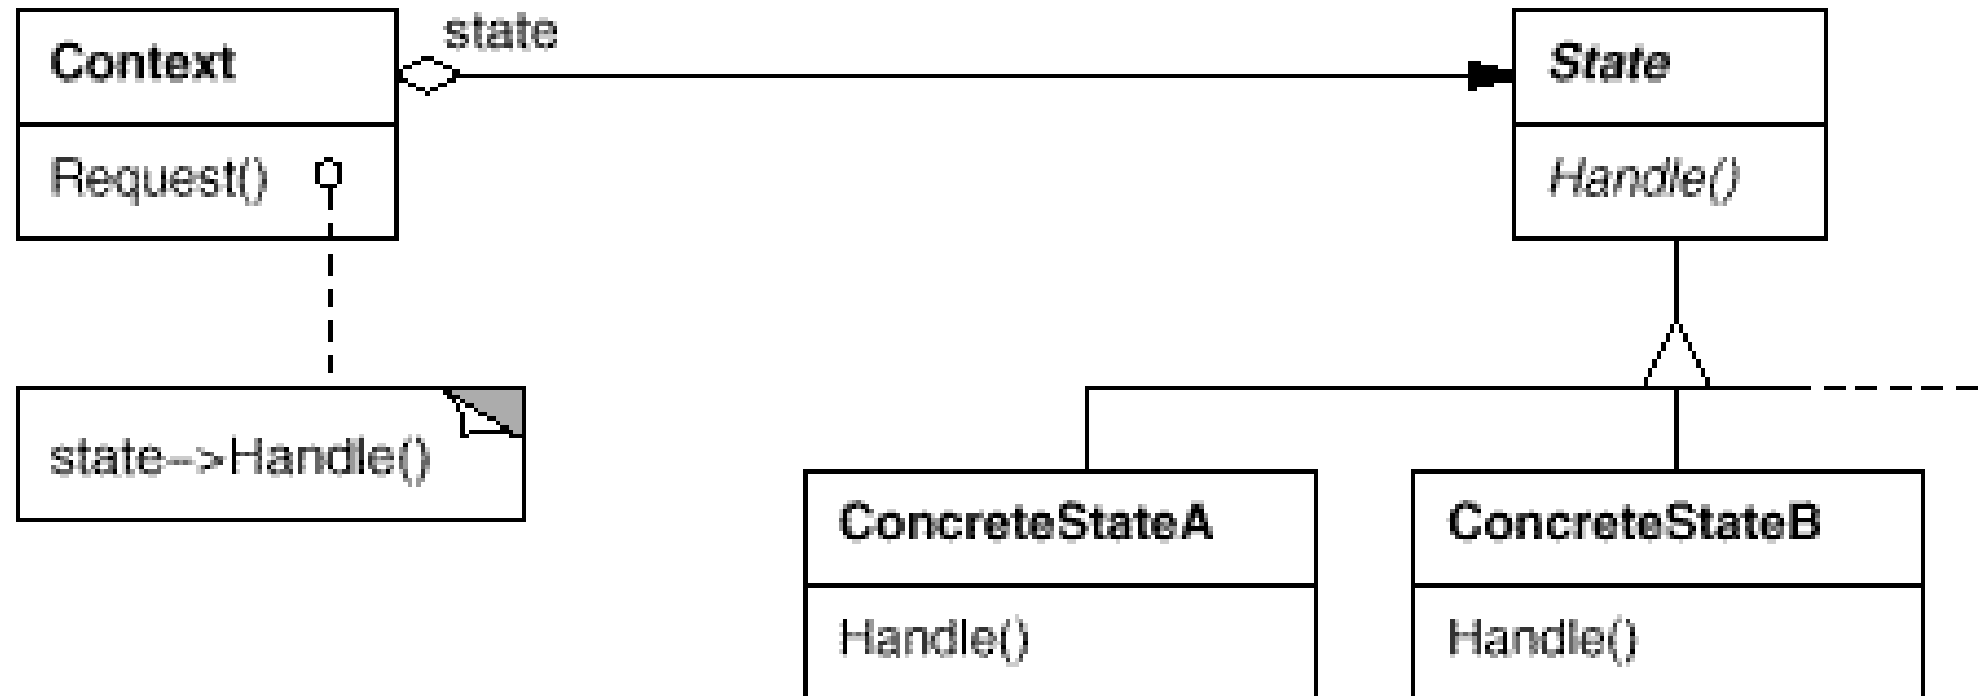 state
Context
State
Request()
Handle()
state-->Handle()
ConcreteStateA
ConcreteStateB
Handle()
Handle()